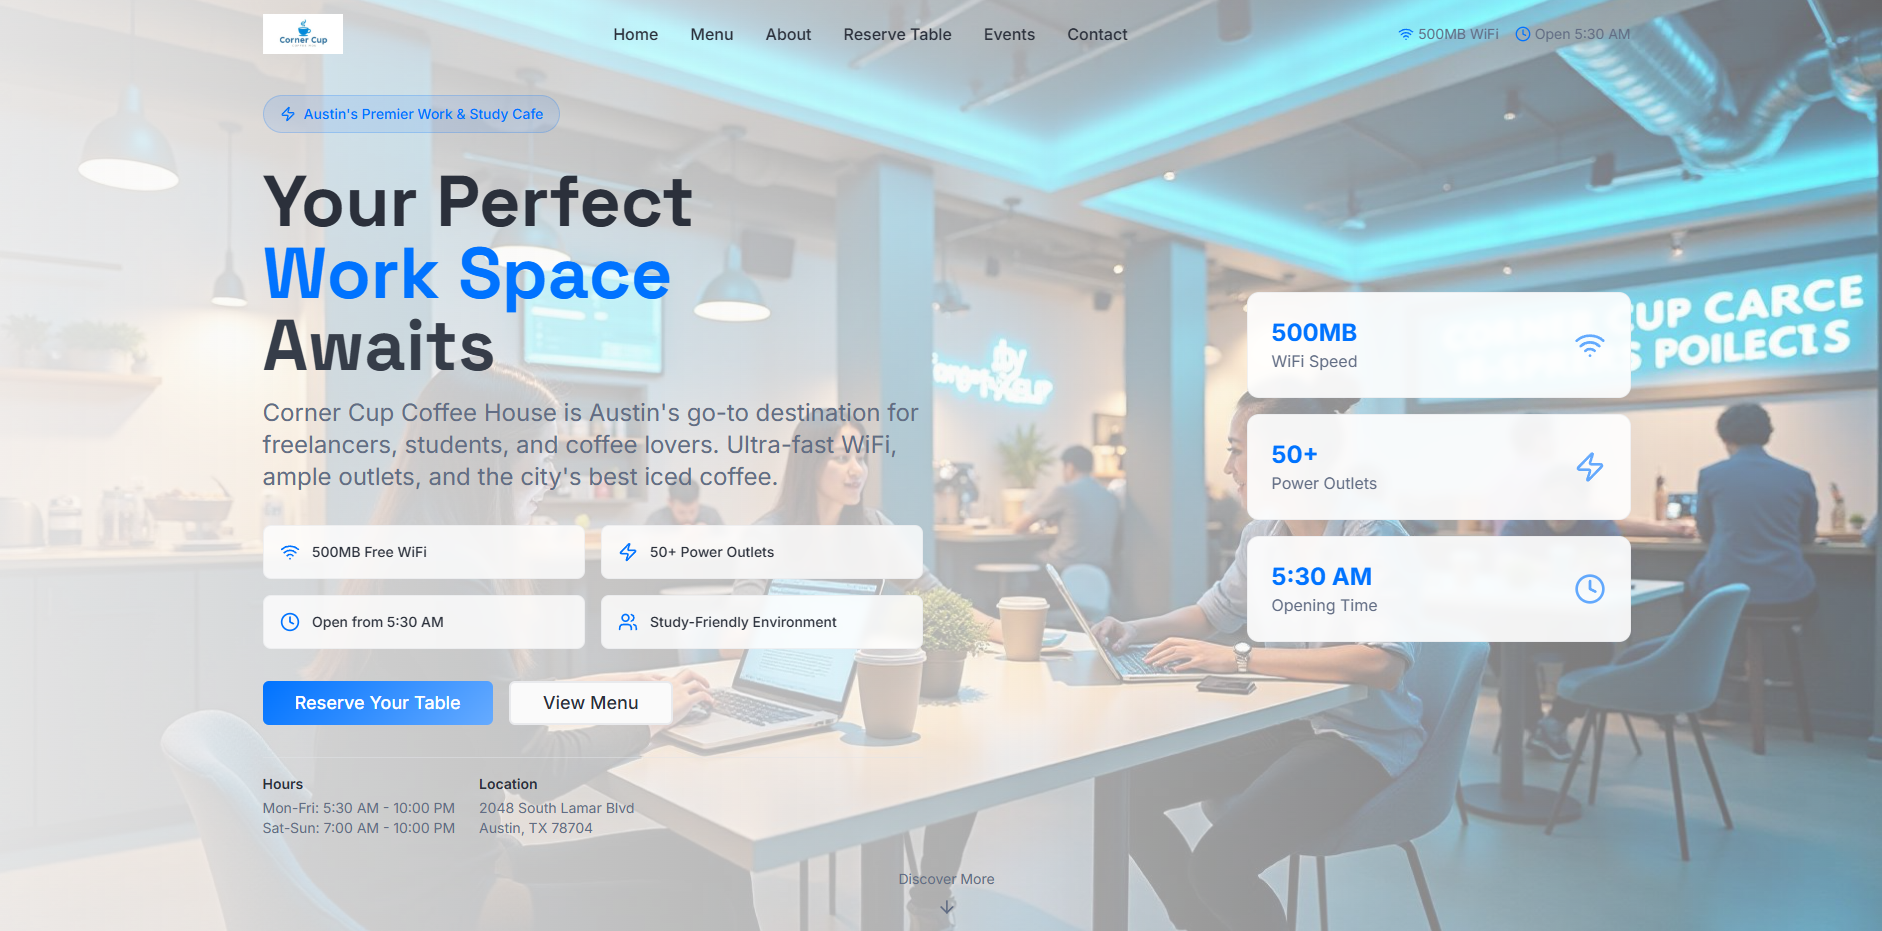 Corner Cup
Home
Menu
About
Reserve Table
Events
Contact
500MB WiFi
Open 5:30 AM
Austin's Premier Work & Study Cafe
Your Perfect
Work Space
Awaits
Corner Cup Coffee House is Austin's go-to destination for
freelancers, students, and coffee lovers. Ultra-fast WiFi,
ample outlets, and the city's best iced coffee.
500MB Free WiFi
50+ Power Outlets
Open from 5:30 AM
Study-Friendly Environment
Reserve Your Table
View Menu
Hours
Mon-Fri: 5:30 AM - 10:00 PM
Sat-Sun: 7:00 AM - 10:00 PM
Location
2048 South Lamar Blvd
Austin, TX 78704
500MB
WiFi Speed
50+
Power Outlets
5:30 AM
Opening Time
CUP CARCE
POILECIS
Discover More